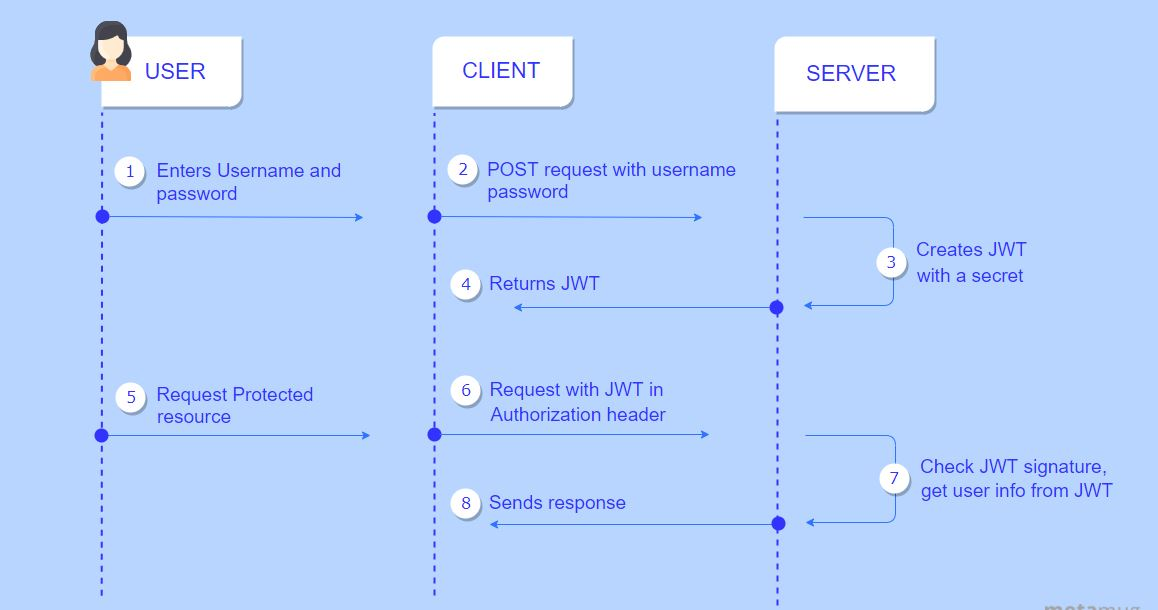 USER
CLIENT
SERVER
1
Enters Username and
password
2
POST request with username
password
3
Creates JWT
with a secret
4
Returns JWT
5
Request Protected
resource
6
Request with JWT in
Authorization header
7
Check JWT signature,
get user info from JWT
8
Sends response
metamug